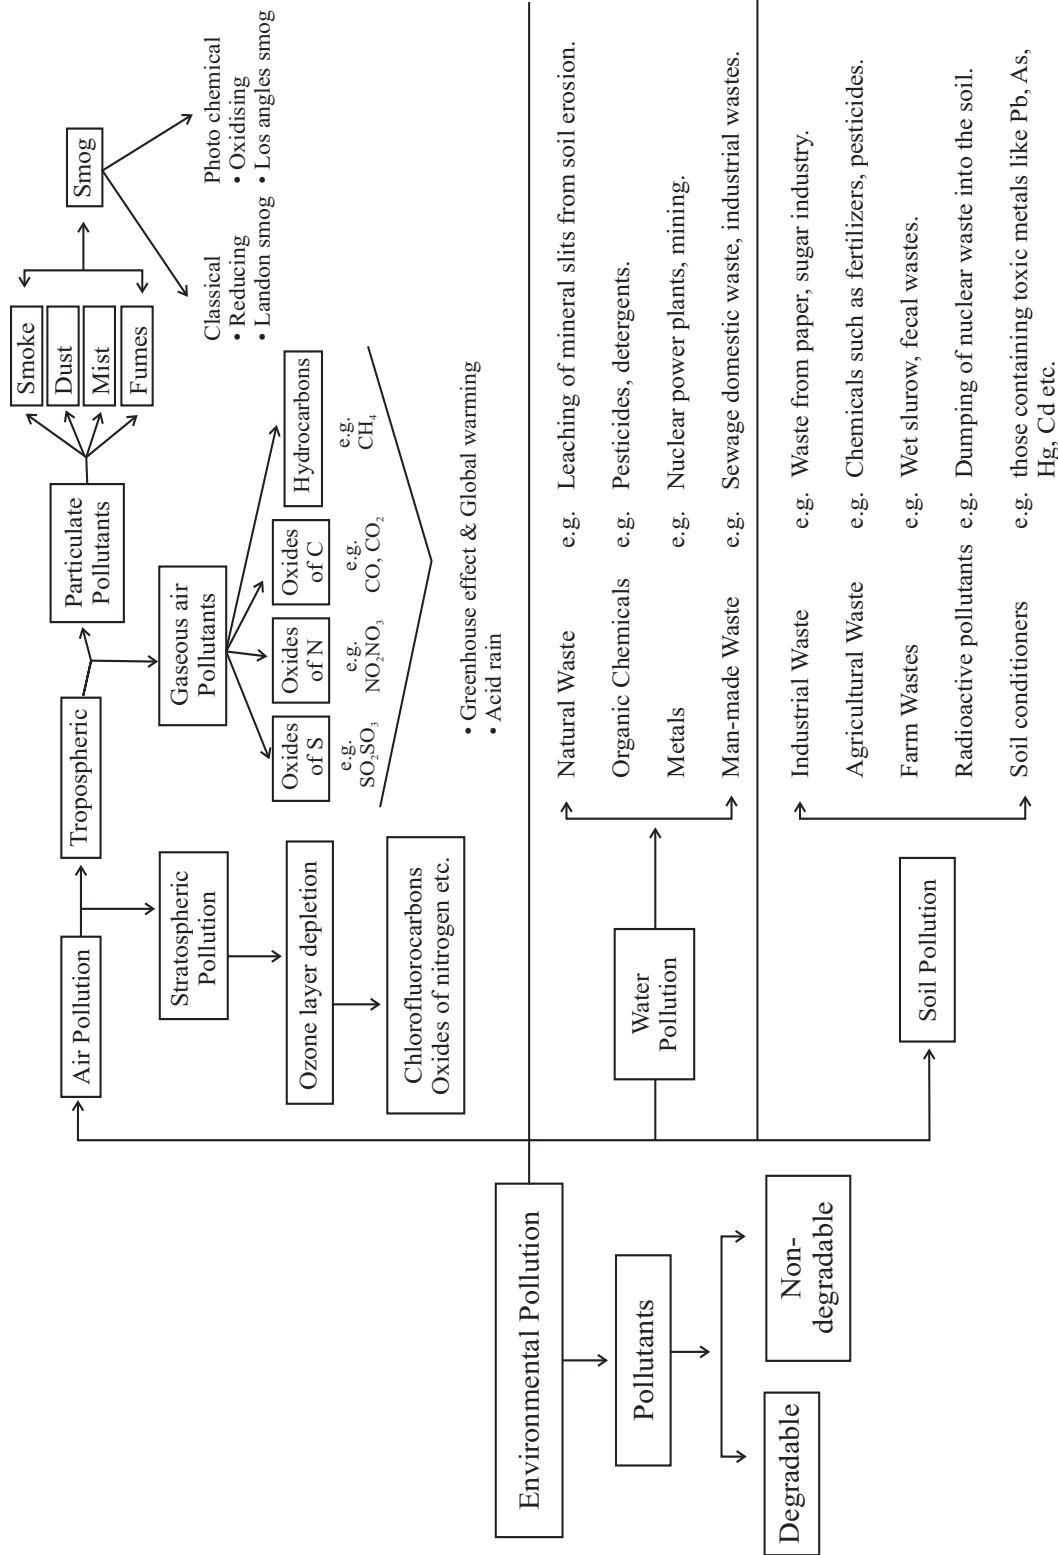 Environmental Pollution
Pollutants
Degradable
Non-
degradable
Air Pollution
Tropospheric
Particulate
Pollutants
Smoke
Dust
Mist
Fumes
Smog
Classical
• Reducing
• Landon smog
Photo chemical
• Oxidising
• Los angles smog
Gaseous air
Pollutants
Oxides
of S
e.g.
SO₂SO₃
Oxides
of N
e.g.
NO₂NO₃
Oxides
of C
e.g.
CO, CO₂
Hydrocarbons
e.g.
CH₄
• Greenhouse effect & Global warming
• Acid rain
Stratospheric
Pollution
Ozone layer depletion
Chlorofluorocarbons
Oxides of nitrogen etc.
Water
Pollution
Natural Waste e.g. Leaching of mineral slits from soil erosion.
Organic Chemicals e.g. Pesticides, detergents.
Metals e.g. Nuclear power plants, mining.
Man-made Waste e.g. Sewage domestic waste, industrial wastes.
Soil Pollution
Industrial Waste e.g. Waste from paper, sugar industry.
Agricultural Waste e.g. Chemicals such as fertilizers, pesticides.
Farm Wastes e.g. Wet slurow, fecal wastes.
Radioactive pollutants e.g. Dumping of nuclear waste into the soil.
Soil conditioners e.g. those containing toxic metals like Pb, As,
Hg, Cd etc.